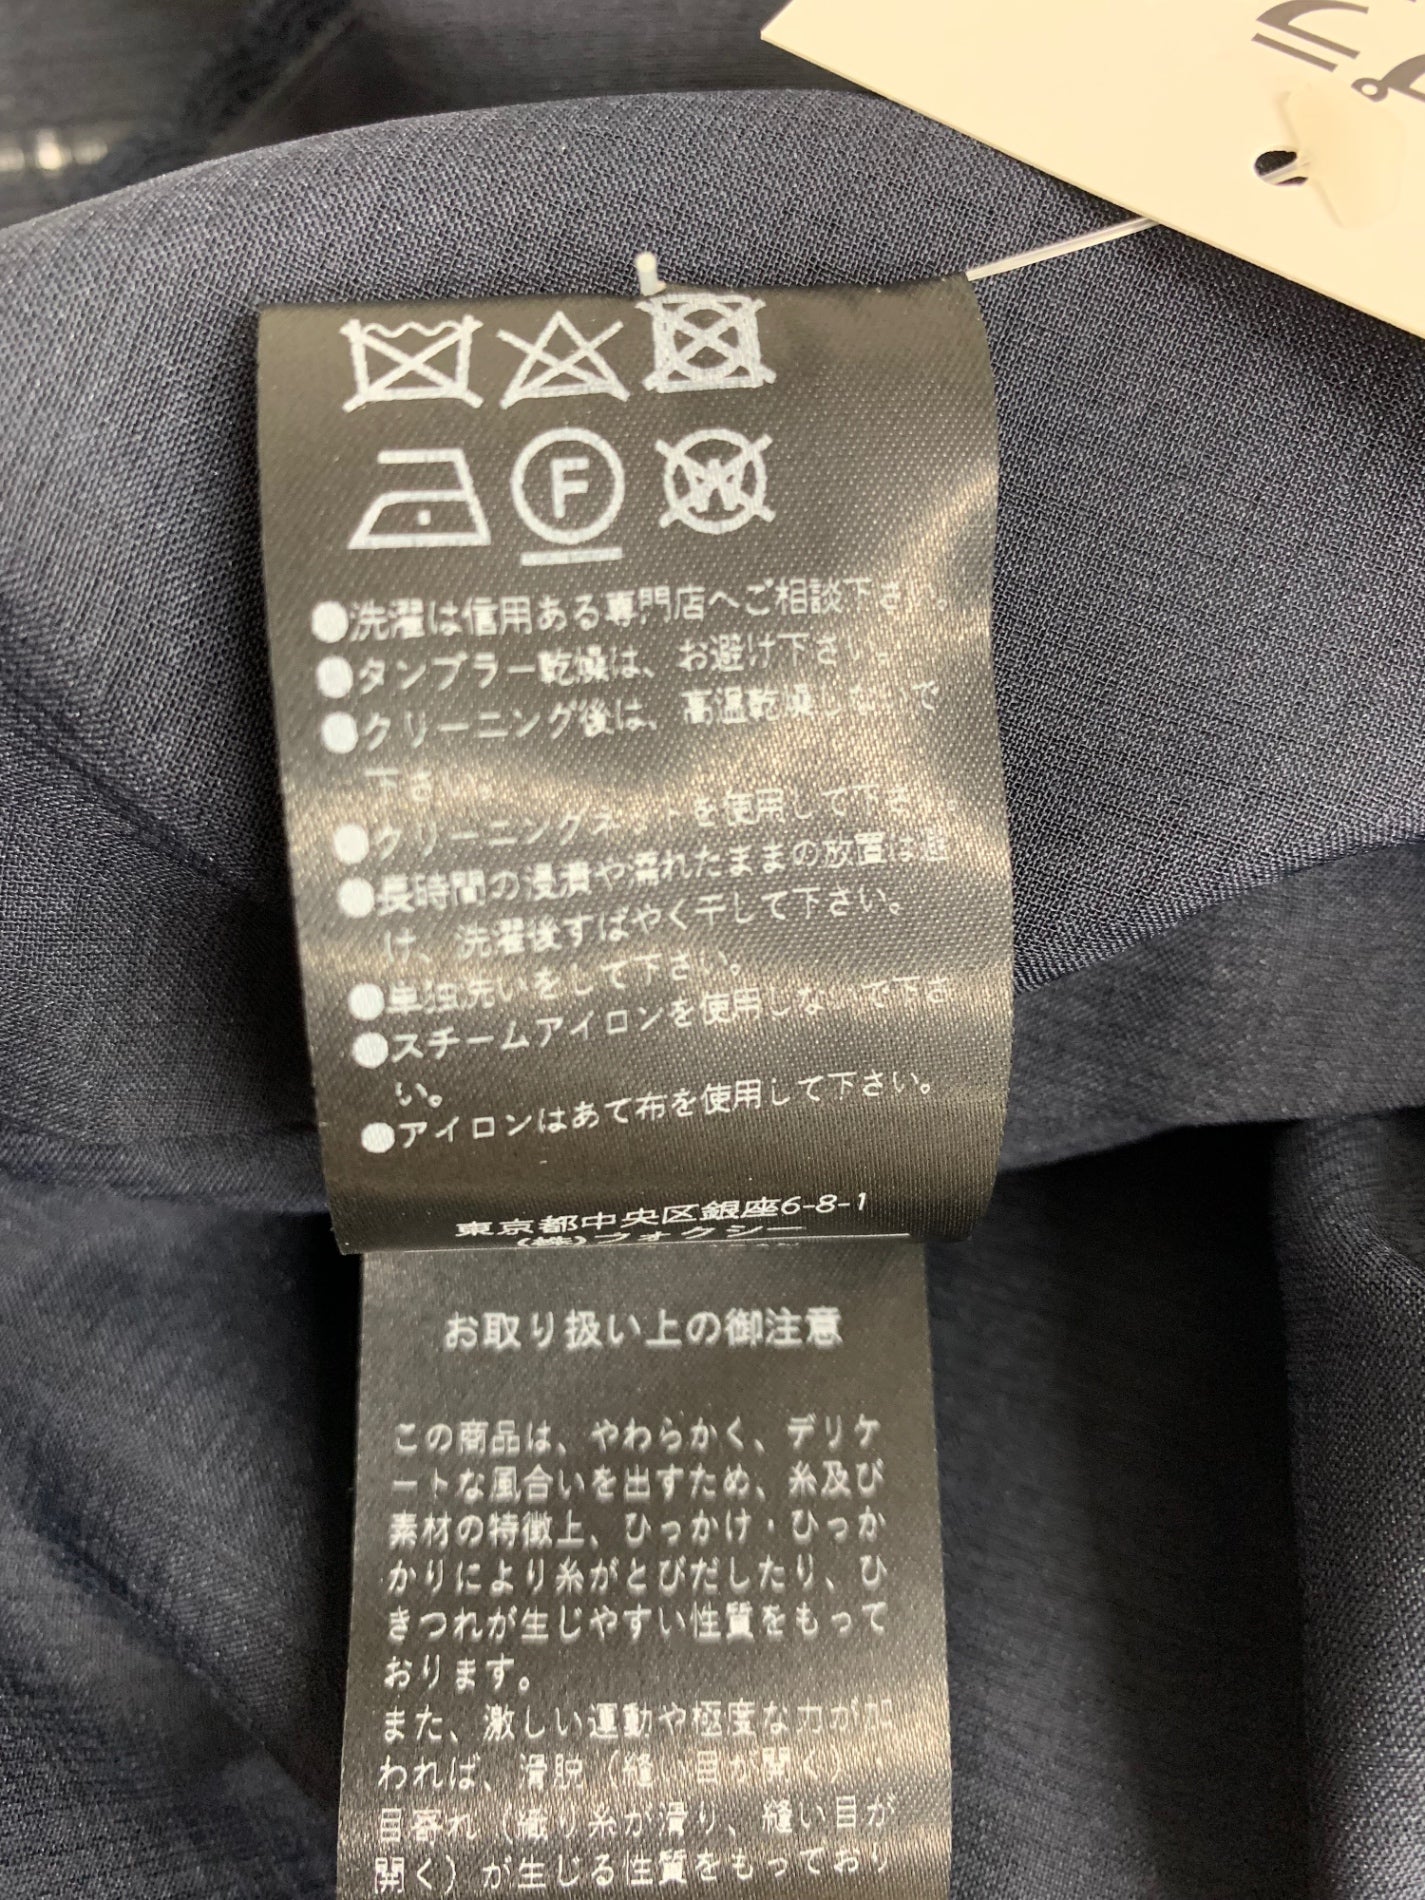 F
W
●洗濯は信用ある専門店へご相談下さい。
●タンブラー乾燥は、お避け下さい。
●クリーニング後は、高温乾燥しないで
下さい。
●クリーニングネットを使用して下さい。
●長時間の浸漬や濡れたままの放置は避
け、洗濯後すばやく干して下さい。
●単独洗いをして下さい。
●スチームアイロンを使用しないで下さ
い。
●アイロンはあて布を使用して下さい。
東京都中央区銀座6-8-1
(株)フォクシー
お取り扱い上の御注意
この商品は、やわらかく、デリケ
ートな風合いを出すため、糸及び
素材の特徴上、ひっかけ・ひっか
かりにより糸がとびだしたり、ひ
きつれが生じやすい性質をもって
おります。
また、激しい運動や極度な力が加
われば、滑脱（縫い目が開く）・
目寄れ（織り糸が滑り、縫い目が
開く）が生じる性質をもっており